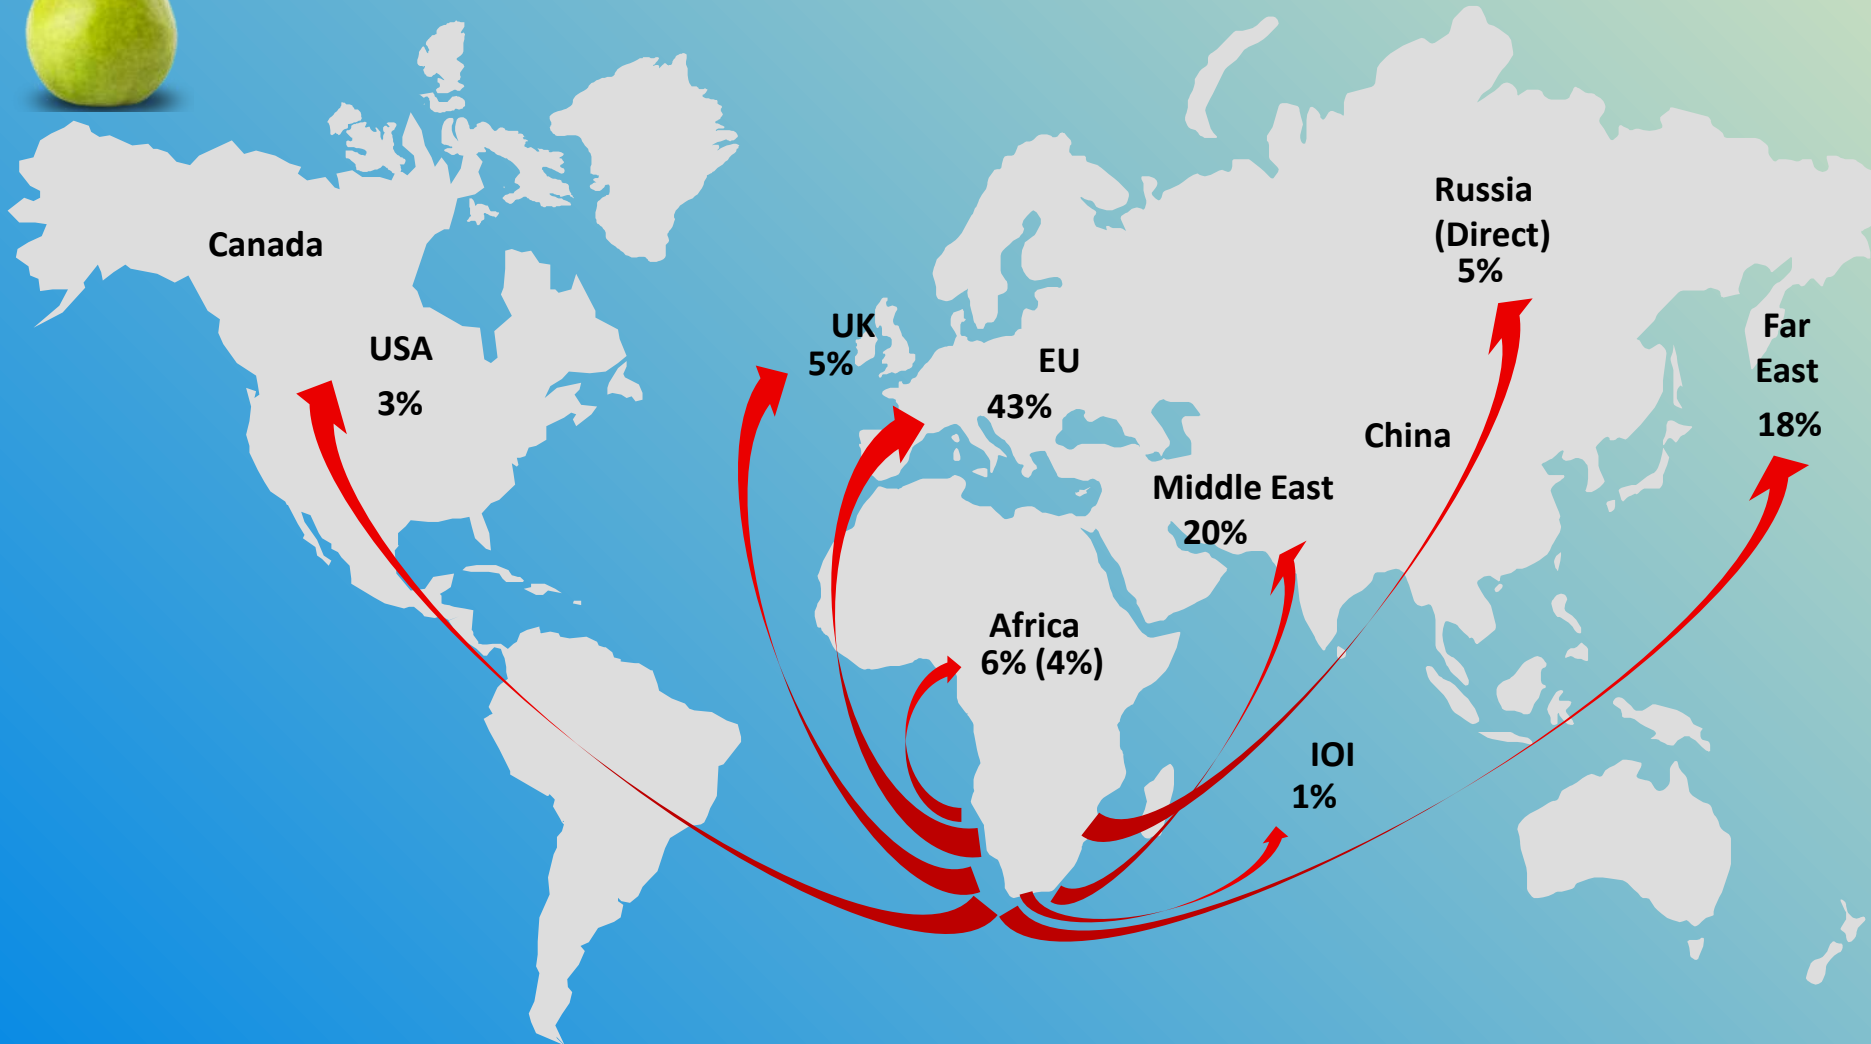 Canada
USA
3%
UK
5%
EU
43%
Russia
(Direct)
5%
Far
East
18%
China
Middle East
20%
Africa
6% (4%)
IOI
1%